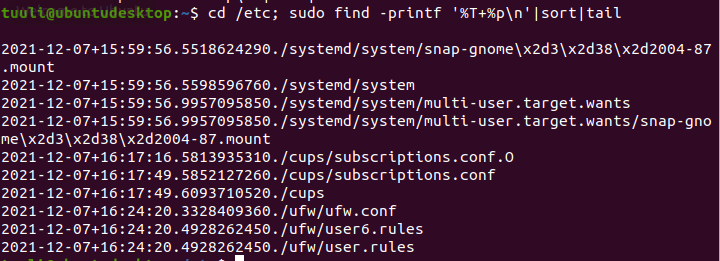 tuuli@ubuntudesktop:~$ cd /etc; sudo find -printf '%T+%p\n'|sort|tail
2021-12-07+15:59:56.5518624290./systemd/system/snap-gnome\x2d3\x2d38\x2d2004-87
.mount
2021-12-07+15:59:56.5598596760./systemd/system
2021-12-07+15:59:56.9957095850./systemd/system/multi-user.target.wants
2021-12-07+15:59:56.9957095850./systemd/system/multi-user.target.wants/snap-gno
me\x2d3\x2d38\x2d2004-87.mount
2021-12-07+16:17:16.5813935310./cups/subscriptions.conf.O
2021-12-07+16:17:49.5852127260./cups/subscriptions.conf
2021-12-07+16:17:49.6093710520./cups
2021-12-07+16:24:20.3328409360./ufw/ufw.conf
2021-12-07+16:24:20.4928262450./ufw/user6.rules
2021-12-07+16:24:20.4928262450./ufw/user.rules